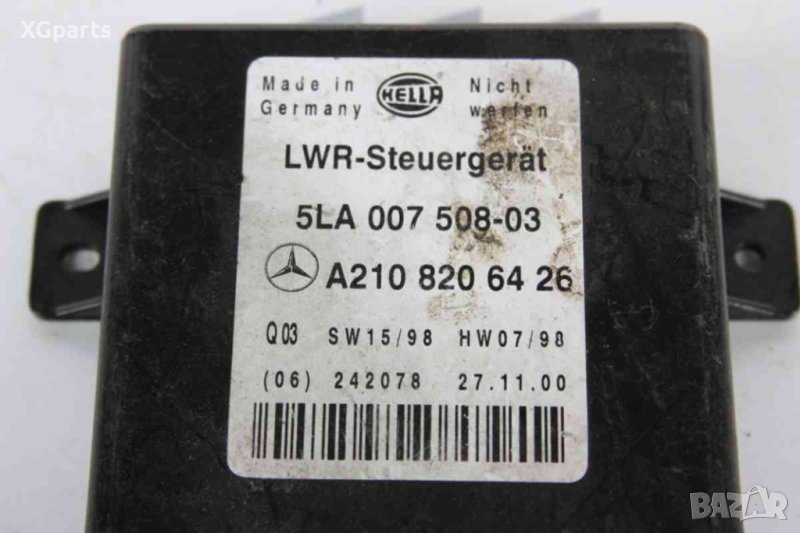 XGparts
Made in Germany
HELLA
Nicht werfen
LWR-Steuergerät
5LA 007 508-03
A210 820 64 26
Q03 SW15/98 HW07/98
(06) 242078 27.11.00
BAZAR